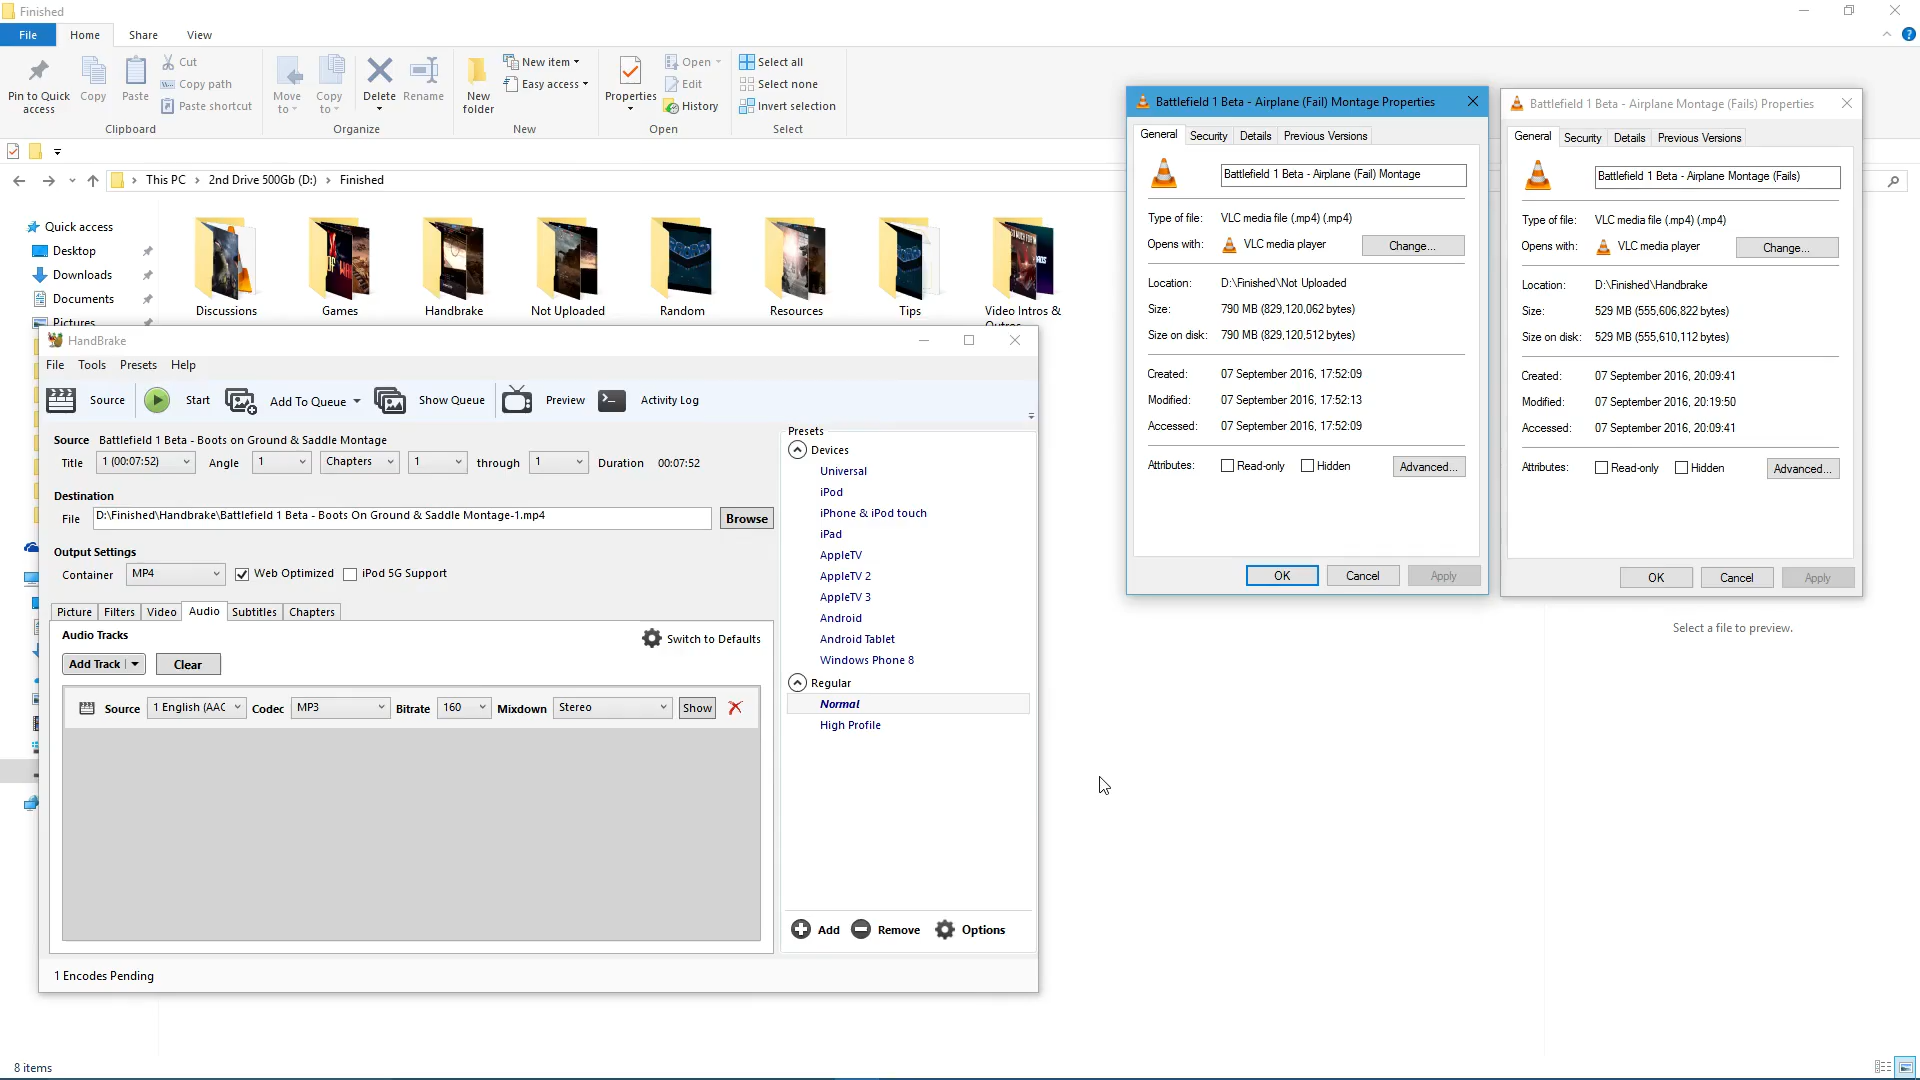 Finished
File Home Share View
Pin to Quick access
Copy
Paste
Cut
Copy path
Paste shortcut
Clipboard
Move to
Copy to
Delete
Rename
Organize
New folder
New item
Easy access
New
Properties
Open
Edit
History
Open
Select all
Select none
Invert selection
Select
This PC 2nd Drive 500Gb (D:) Finished
Quick access
Desktop
Downloads
Documents
Pictures
Discussions
Games
Handbrake
Not Uploaded
Random
Resources
Tips
Video Intros &
HandBrake
File Tools Presets Help
Source Start Add To Queue Show Queue Preview Activity Log
Source Battlefield 1 Beta - Boots on Ground & Saddle Montage
Title 1 (00:07:52) Angle 1 Chapters 1 through 1 Duration 00:07:52
Destination
File D:\Finished\Handbrake\Battlefield 1 Beta - Boots On Ground & Saddle Montage-1.mp4 Browse
Output Settings
Container MP4 Web Optimized iPod 5G Support
Picture Filters Video Audio Subtitles Chapters
Audio Tracks Switch to Defaults
Add Track Clear
Source 1 English (AAC Codec MP3 Bitrate 160 Mixdown Stereo Show
1 Encodes Pending
Presets
Devices
Universal
iPod
iPhone & iPod touch
iPad
AppleTV
AppleTV 2
AppleTV 3
Android
Android Tablet
Windows Phone 8
Regular
Normal
High Profile
Add Remove Options
Battlefield 1 Beta - Airplane (Fail) Montage Properties
General Security Details Previous Versions
Battlefield 1 Beta - Airplane (Fail) Montage
Type of file: VLC media file (.mp4) (.mp4)
Opens with: VLC media player Change...
Location: D:\Finished\Not Uploaded
Size: 790 MB (829,120,062 bytes)
Size on disk: 790 MB (829,120,512 bytes)
Created: 07 September 2016, 17:52:09
Modified: 07 September 2016, 17:52:13
Accessed: 07 September 2016, 17:52:09
Attributes: Read-only Hidden Advanced...
OK Cancel Apply
Battlefield 1 Beta - Airplane Montage (Fails) Properties
General Security Details Previous Versions
Battlefield 1 Beta - Airplane Montage (Fails)
Type of file: VLC media file (.mp4) (.mp4)
Opens with: VLC media player Change...
Location: D:\Finished\Handbrake
Size: 529 MB (555,606,822 bytes)
Size on disk: 529 MB (555,610,112 bytes)
Created: 07 September 2016, 20:09:41
Modified: 07 September 2016, 20:19:50
Accessed: 07 September 2016, 20:09:41
Attributes: Read-only Hidden Advanced...
OK Cancel Apply
Select a file to preview.
8 items